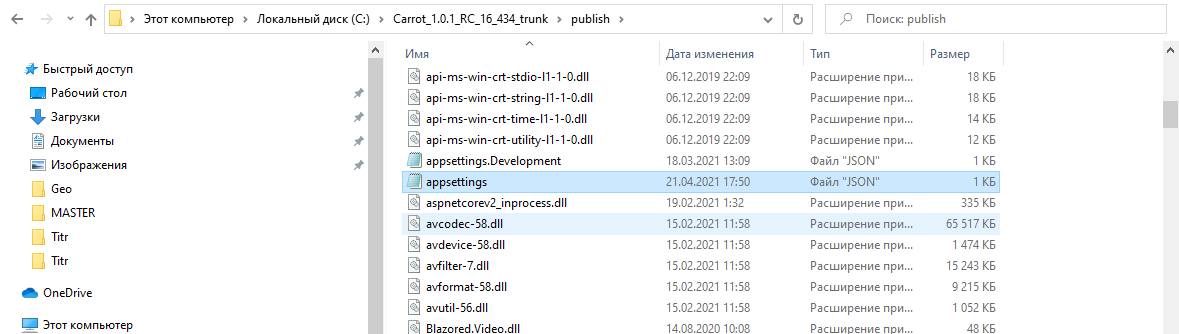 Этот компьютер > Локальный диск (C:) > Carrot_1.0.1_RC_16_434_trunk > publish >
Поиск: publish
Быстрый доступ
Рабочий стол
Загрузки
Документы
Изображения
Geo
MASTER
Titr
Titr
OneDrive
Этот компьютер
Имя Дата изменения Тип Размер
api-ms-win-crt-stdio-l1-1-0.dll 06.12.2019 22:09 Расширение при... 18 КБ
api-ms-win-crt-string-l1-1-0.dll 06.12.2019 22:09 Расширение при... 18 КБ
api-ms-win-crt-time-l1-1-0.dll 06.12.2019 22:09 Расширение при... 14 КБ
api-ms-win-crt-utility-l1-1-0.dll 06.12.2019 22:09 Расширение при... 12 КБ
appsettings.Development 18.03.2021 13:09 Файл "JSON" 1 КБ
appsettings 21.04.2021 17:50 Файл "JSON" 1 КБ
aspnetcorev2_inprocess.dll 19.02.2021 1:32 Расширение при... 335 КБ
avcodec-58.dll 15.02.2021 11:58 Расширение при... 65 517 КБ
avdevice-58.dll 15.02.2021 11:58 Расширение при... 1 474 КБ
avfilter-7.dll 15.02.2021 11:58 Расширение при... 15 243 КБ
avformat-58.dll 15.02.2021 11:58 Расширение при... 9 215 КБ
avutil-56.dll 15.02.2021 11:58 Расширение при... 1 052 КБ
Blazored.Video.dll 14.08.2020 10:08 Расширение при... 48 КБ